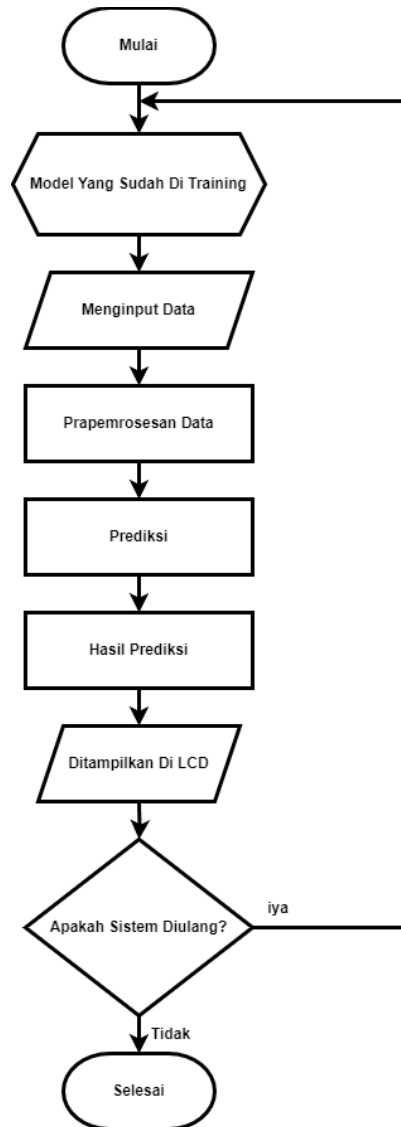 Mulai
Model Yang Sudah Di Training
Menginput Data
Prapemrosesan Data
Prediksi
Hasil Prediksi
Ditampilkan Di LCD
Apakah Sistem Diulang?
iya
Tidak
Selesai